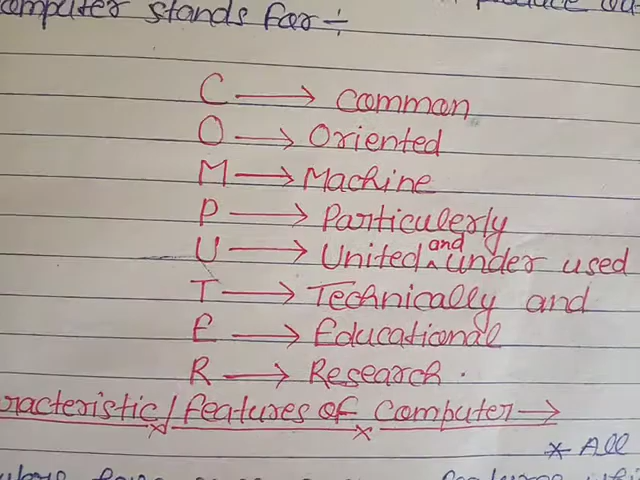 computer stands for ÷
C → Common
O → Oriented
M → Machine
P → Particulerly
U → United and under used
T → Technically and
E → Educational
R → Research .
racteristic / features of computer →
* All